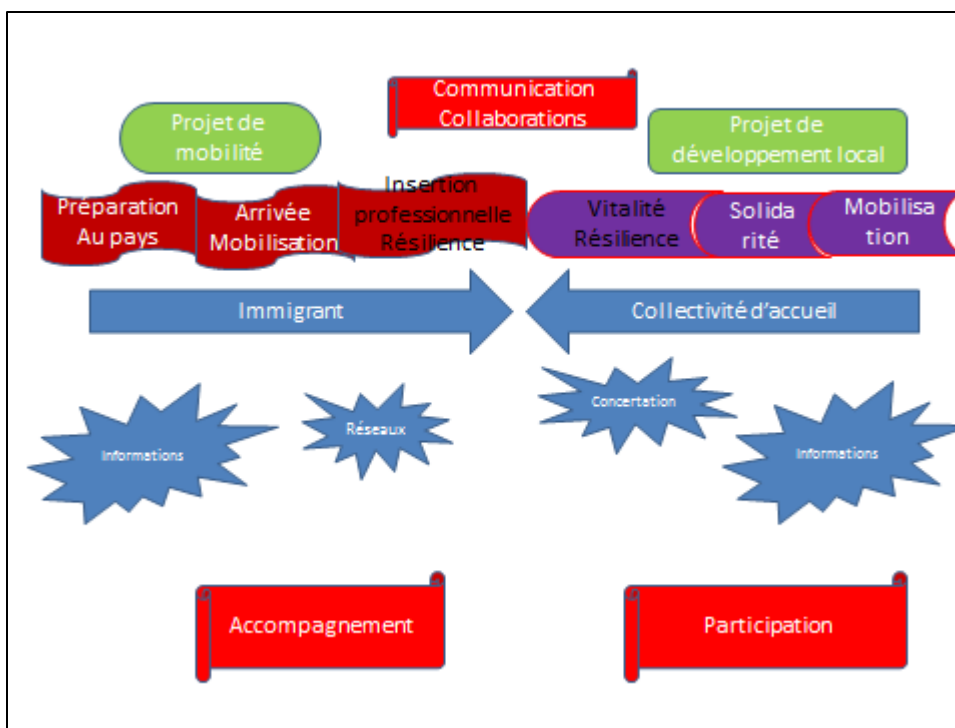 Communication
Collaborations
Projet de
mobilité
Projet de
développement local
Préparation
Au pays
Arrivée
Mobilisation
Insertion
professionnelle
Résilience
Vitalité
Résilience
Solida
rité
Mobilisa
tion
Immigrant
Collectivité d'accueil
Informations
Réseaux
Concertation
Informations
Accompagnement
Participation